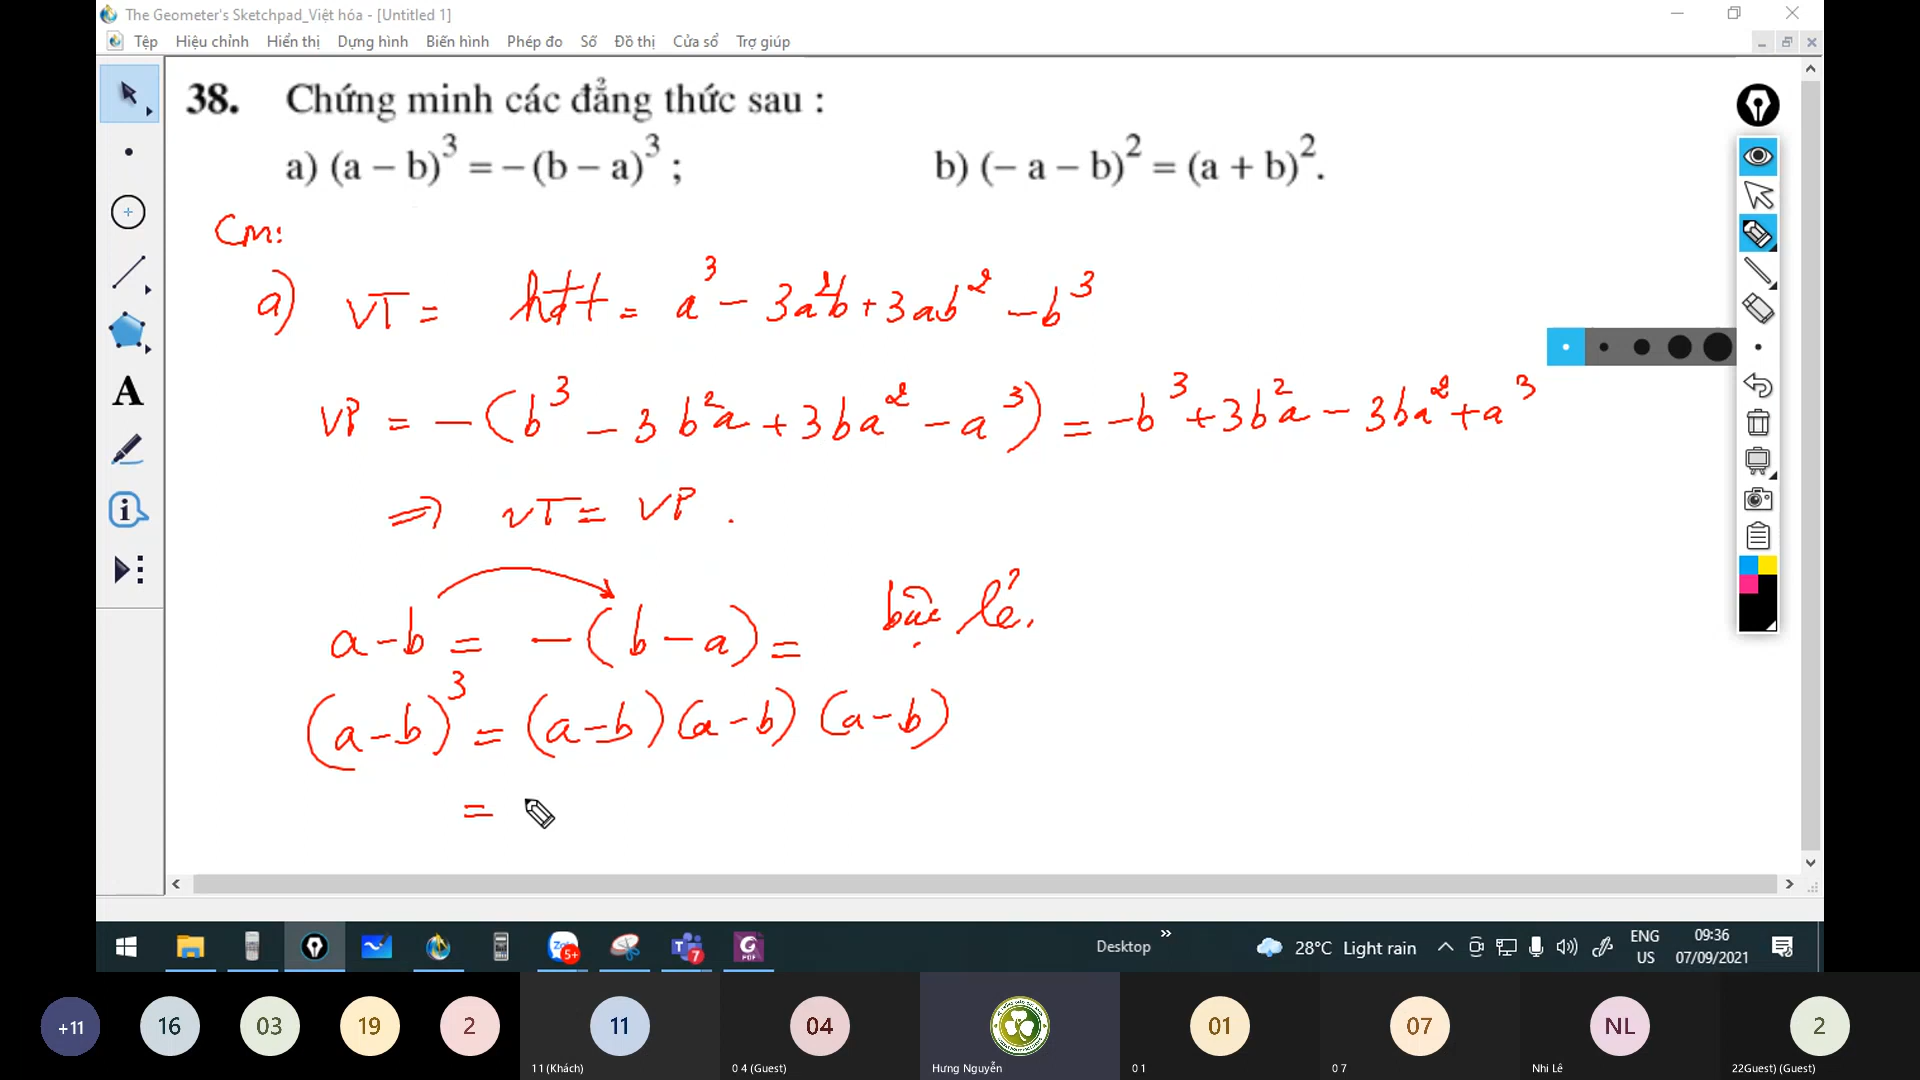 The Geometer's Sketchpad_Việt hóa - [Untitled 1]
Tệp Hiệu chỉnh Hiển thị Dựng hình Biến hình Phép đo Số Đồ thị Cửa sổ Trợ giúp
38. Chứng minh các đẳng thức sau :
a) (a – b)³ = – (b – a)³ ; b) (– a – b)² = (a + b)².
Cm:
a) VT = hđt = a³ - 3a²b + 3ab² - b³
VP = -(b³ - 3b²a + 3ba² - a³) = -b³ + 3b²a - 3ba² + a³
⇒ VT = VP .
a-b = -(b-a) = bậc lẻ.
(a-b)³ = (a-b)(a-b)(a-b)
=
A
Desktop 28°C Light rain ENG US 09:36 07/09/2021
5+ 7 PDF
+11 16 03 19 2 11 04 01 07 NL 2
11 (Khách) 0 4 (Guest) Hưng Nguyễn 0 1 0 7 Nhi Lê 22Guest) (Guest)